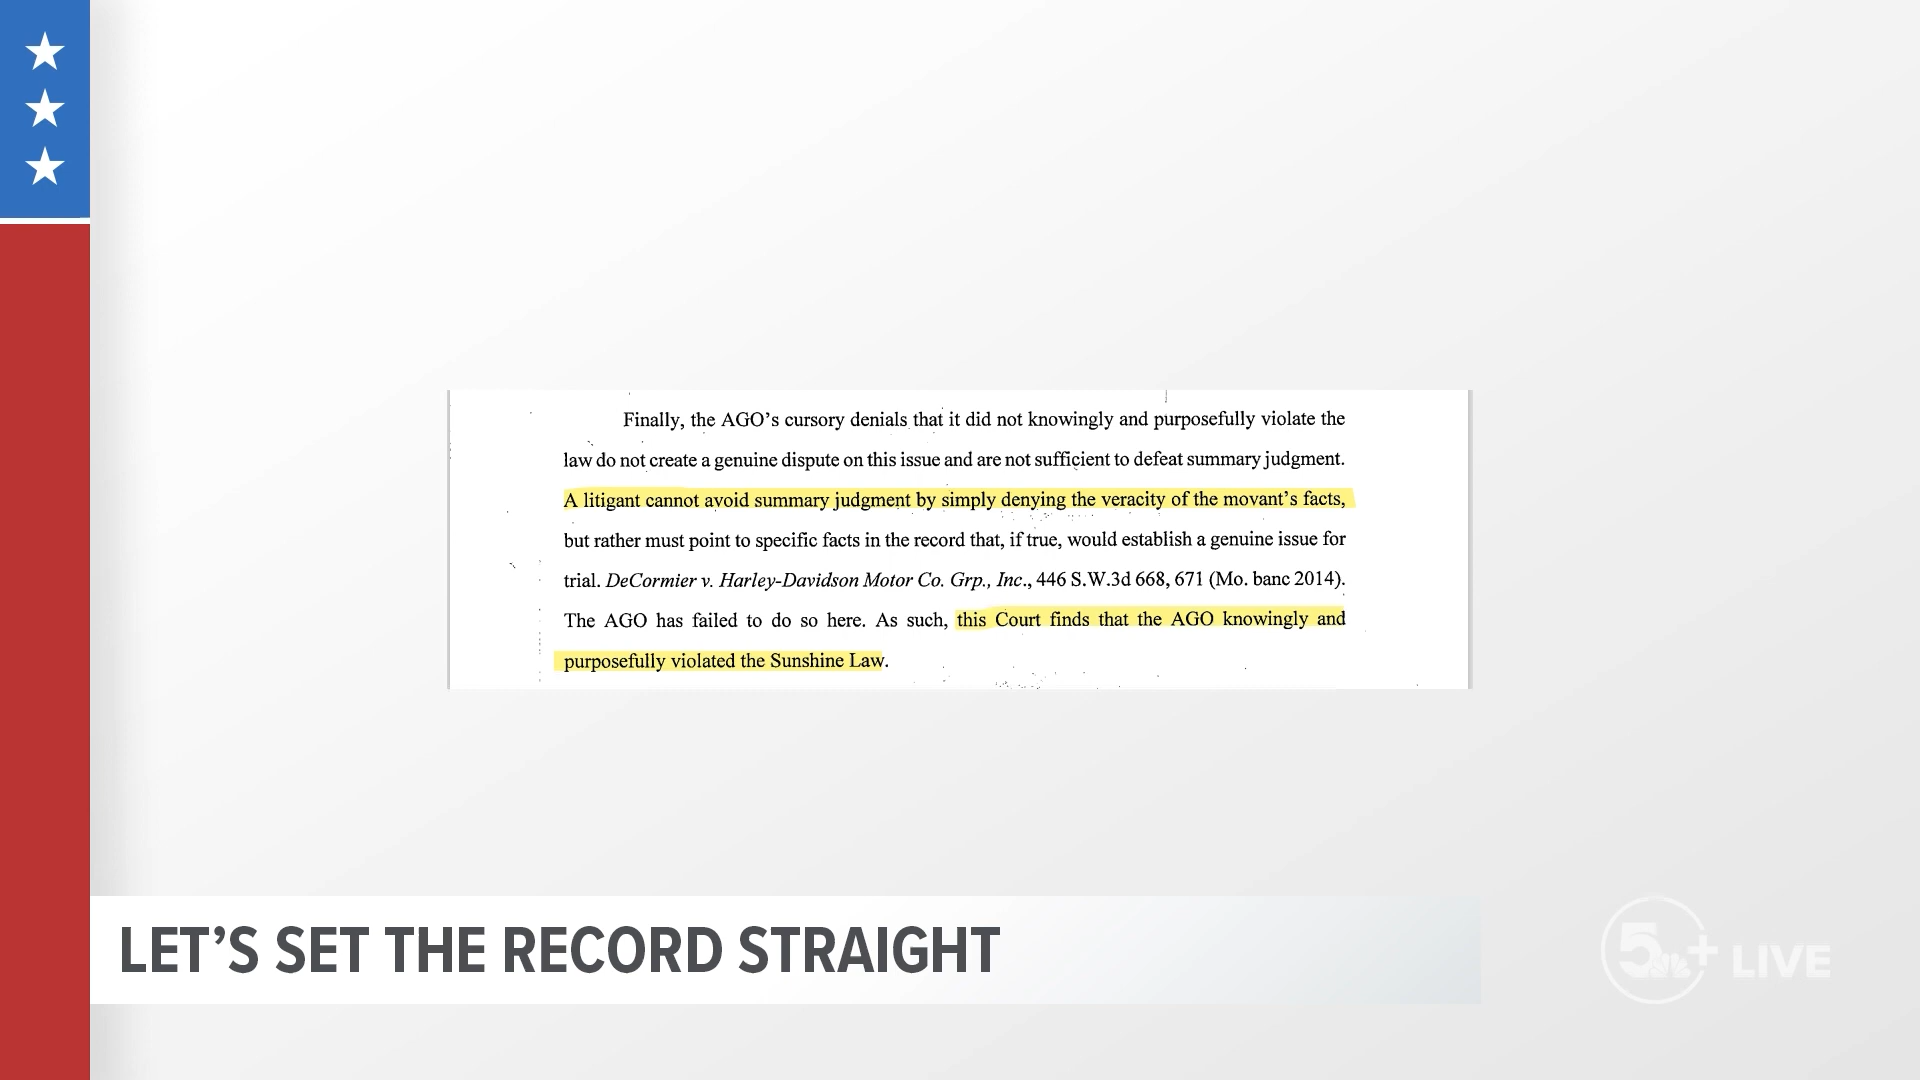 Finally, the AGO’s cursory denials that it did not knowingly and purposefully violate the
law do not create a genuine dispute on this issue and are not sufficient to defeat summary judgment.
A litigant cannot avoid summary judgment by simply denying the veracity of the movant’s facts,
but rather must point to specific facts in the record that, if true, would establish a genuine issue for
trial. DeCormier v. Harley-Davidson Motor Co. Grp., Inc., 446 S.W.3d 668, 671 (Mo. banc 2014).
The AGO has failed to do so here. As such, this Court finds that the AGO knowingly and
purposefully violated the Sunshine Law.
LET’S SET THE RECORD STRAIGHT
5+ LIVE